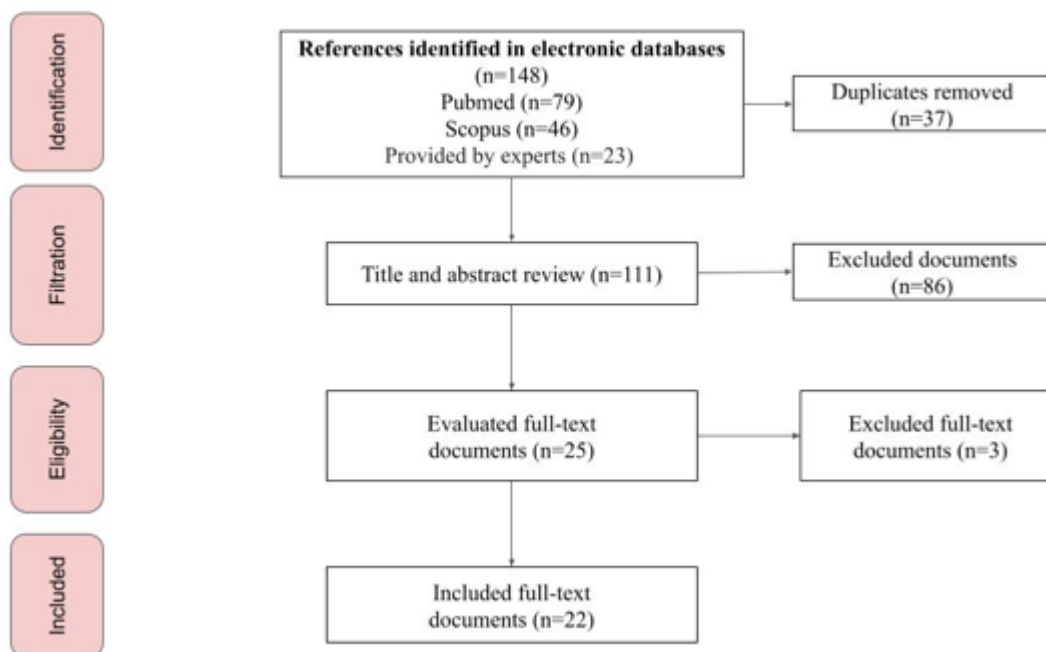 Identification
References identified in electronic databases
(n=148)
Pubmed (n=79)
Scopus (n=46)
Provided by experts (n=23)
Duplicates removed
(n=37)
Filtration
Title and abstract review (n=111)
Excluded documents
(n=86)
Eligibility
Evaluated full-text
documents (n=25)
Excluded full-text
documents (n=3)
Included
Included full-text
documents (n=22)